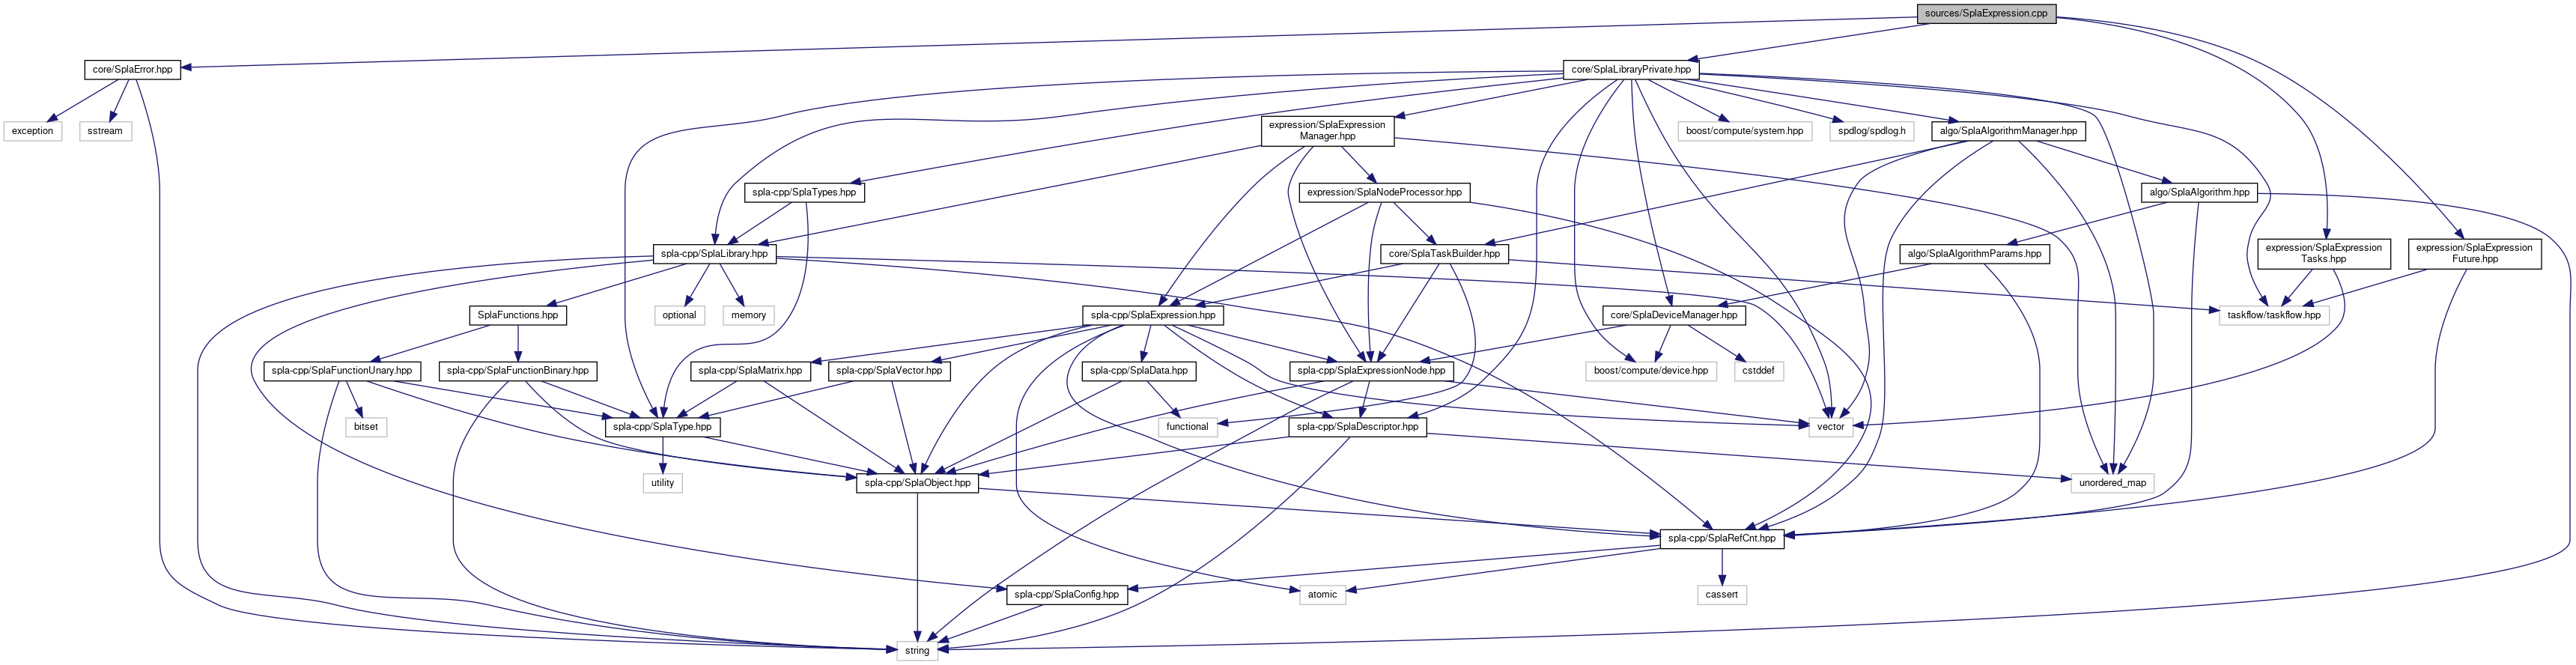 sources/SplaExpression.cpp
core/SplaError.hpp
core/SplaLibraryPrivate.hpp
exception
sstream
expression/SplaExpression
Manager.hpp
boost/compute/system.hpp
spdlog/spdlog.h
algo/SplaAlgorithmManager.hpp
spla-cpp/SplaTypes.hpp
expression/SplaNodeProcessor.hpp
algo/SplaAlgorithm.hpp
spla-cpp/SplaLibrary.hpp
core/SplaTaskBuilder.hpp
algo/SplaAlgorithmParams.hpp
expression/SplaExpression
Tasks.hpp
expression/SplaExpression
Future.hpp
SplaFunctions.hpp
optional
memory
spla-cpp/SplaExpression.hpp
core/SplaDeviceManager.hpp
taskflow/taskflow.hpp
spla-cpp/SplaFunctionUnary.hpp
spla-cpp/SplaFunctionBinary.hpp
spla-cpp/SplaMatrix.hpp
spla-cpp/SplaVector.hpp
spla-cpp/SplaData.hpp
spla-cpp/SplaExpressionNode.hpp
boost/compute/device.hpp
cstddef
bitset
spla-cpp/SplaType.hpp
functional
spla-cpp/SplaDescriptor.hpp
vector
utility
spla-cpp/SplaObject.hpp
unordered_map
spla-cpp/SplaRefCnt.hpp
spla-cpp/SplaConfig.hpp
atomic
cassert
string